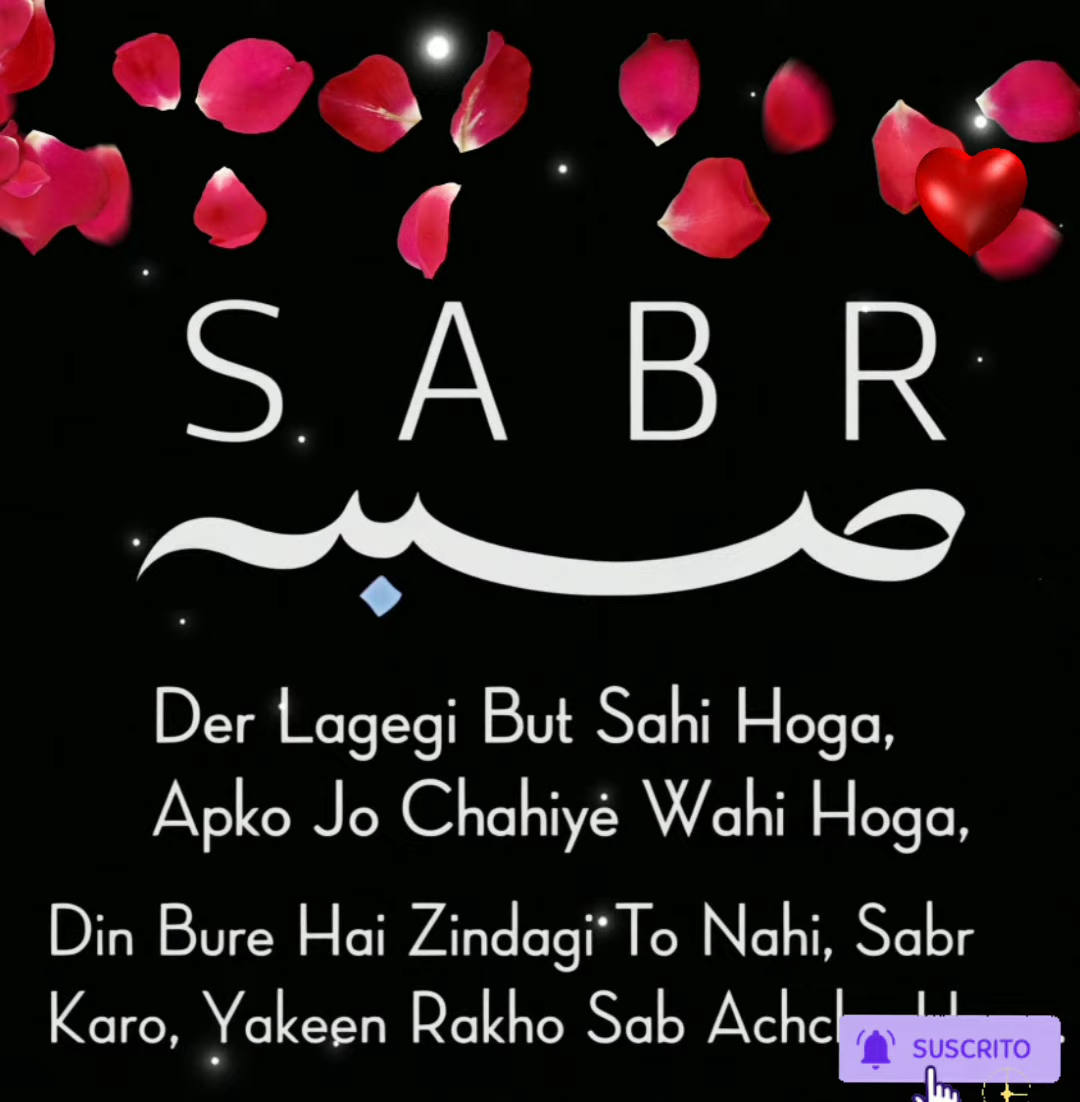 SABR
صبر
Der Lagegi But Sahi Hoga,
Apko Jo Chahiye Wahi Hoga,
Din Bure Hai Zindagi To Nahi, Sabr
Karo, Yakeen Rakho Sab
SUSCRITO